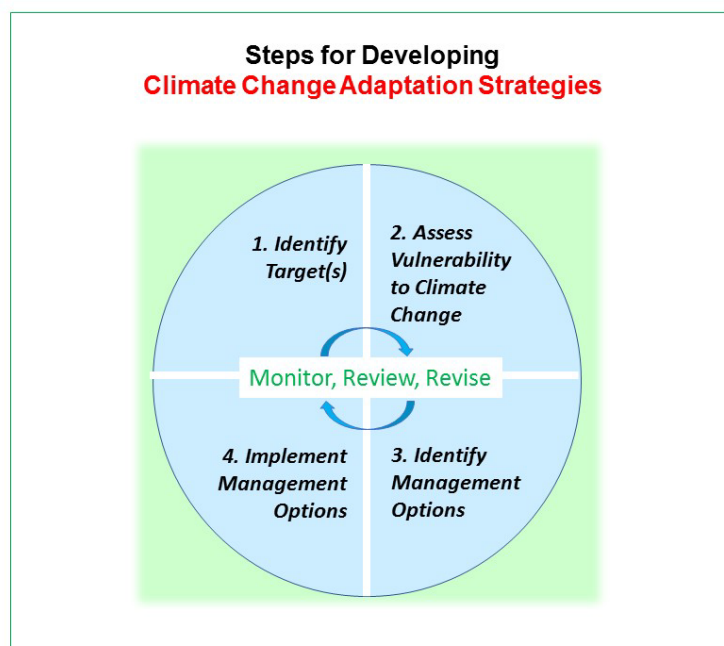 Steps for Developing
Climate Change Adaptation Strategies
1. Identify
Target(s)
2. Assess
Vulnerability
to Climate
Change
Monitor, Review, Revise
3. Identify
Management
Options
4. Implement
Management
Options